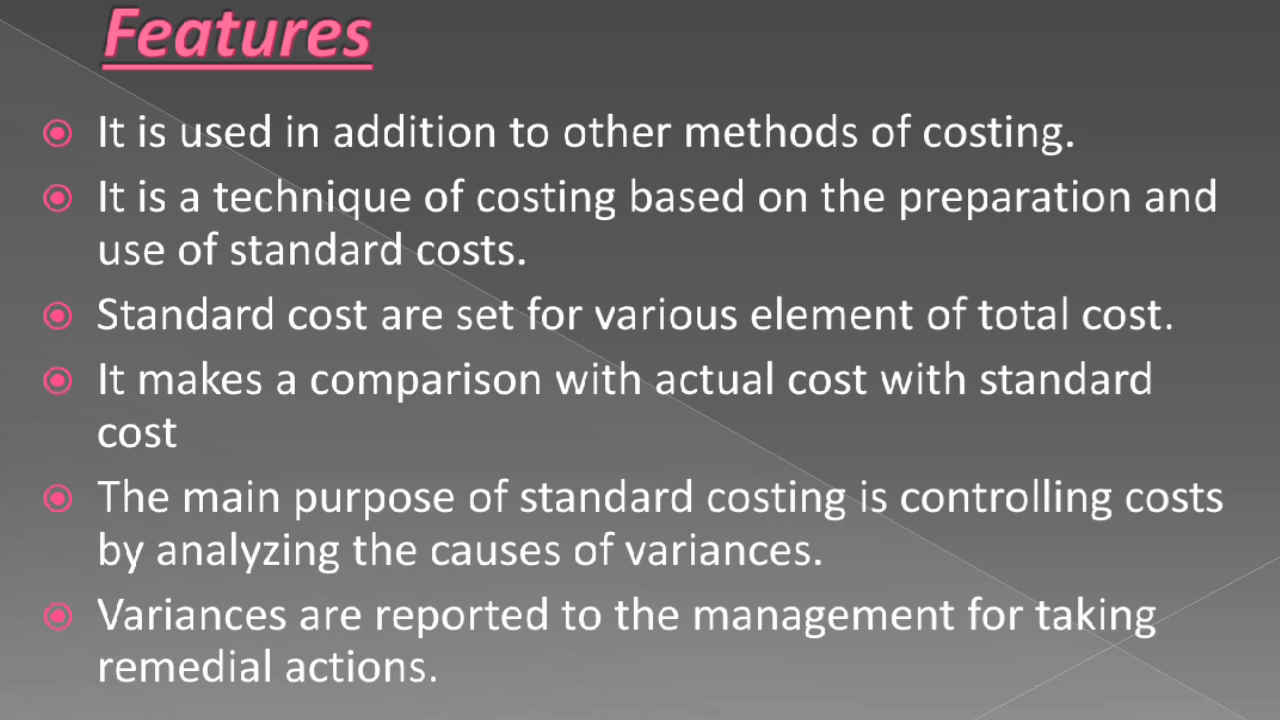 Features
It is used in addition to other methods of costing.
It is a technique of costing based on the preparation and
use of standard costs.
Standard cost are set for various element of total cost.
It makes a comparison with actual cost with standard
cost
The main purpose of standard costing is controlling costs
by analyzing the causes of variances.
Variances are reported to the management for taking
remedial actions.